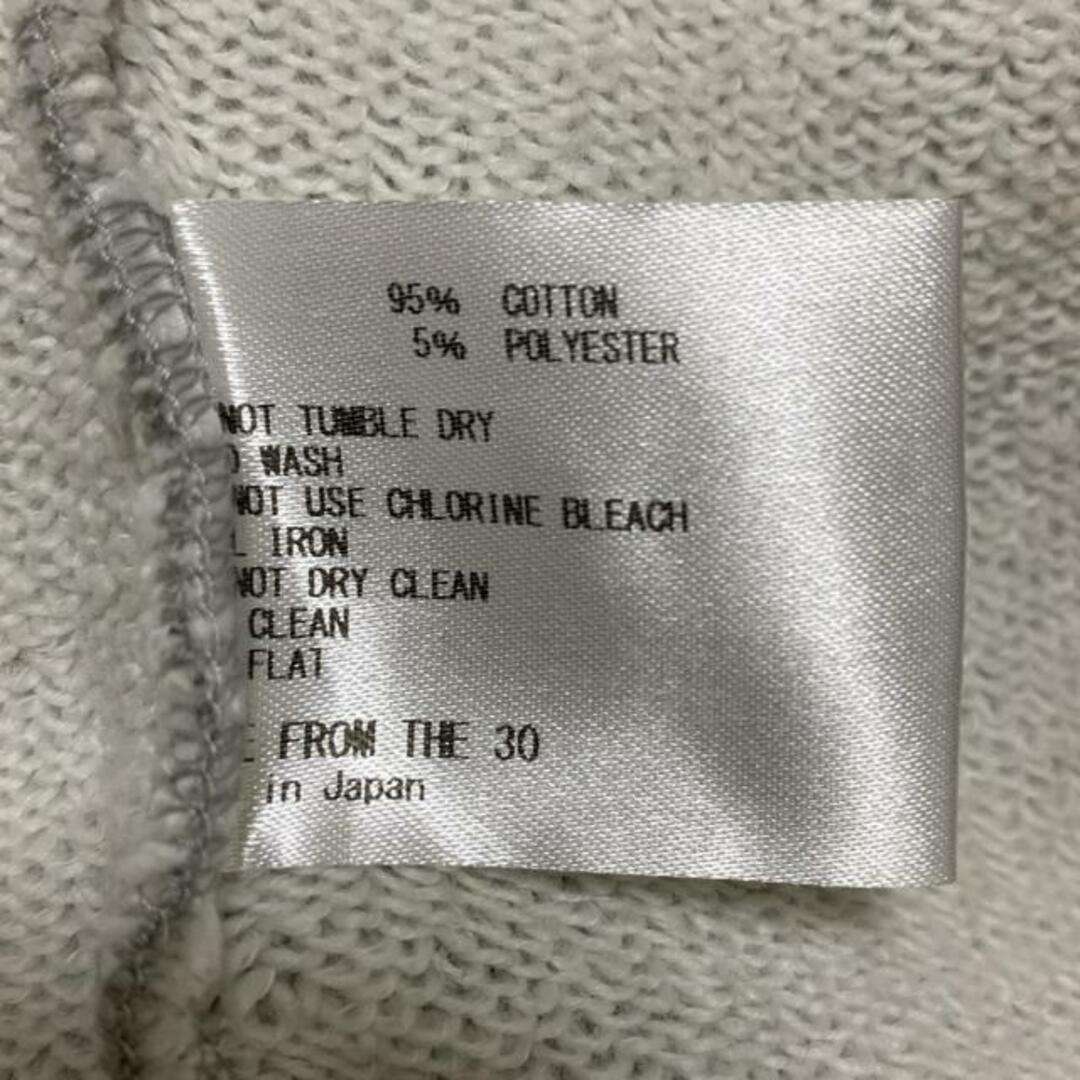 95% COTTON
5% POLYESTER
NOT TUMBLE DRY
WASH
NOT USE CHLORINE BLEACH
L IRON
NOT DRY CLEAN
CLEAN
FLAT
E FROM THE 30
in Japan